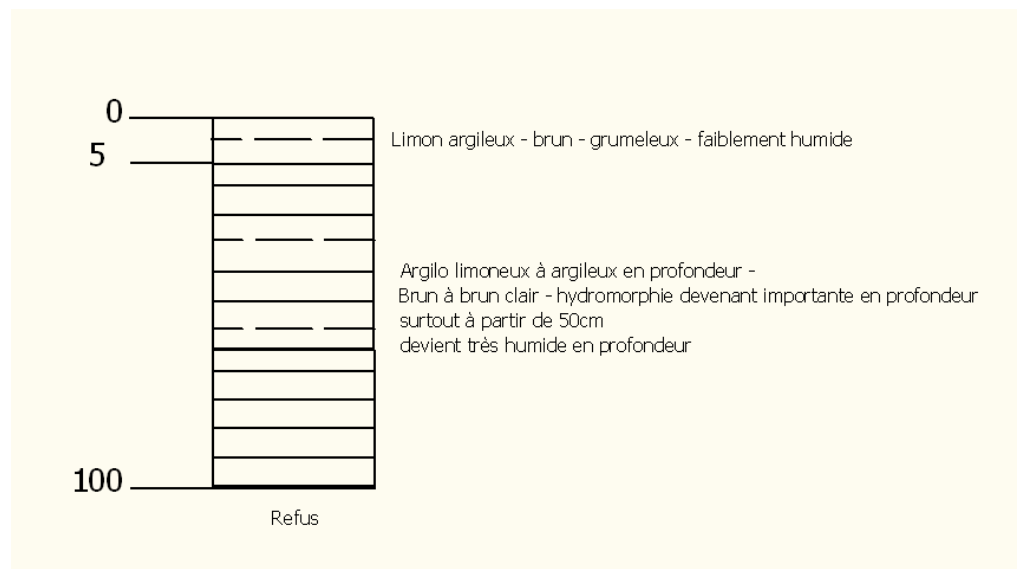 0
Limon argileux - brun - grumeleux - faiblement humide
5
Argilo limoneux à argileux en profondeur -
Brun à brun clair - hydromorphie devenant importante en profondeur
surtout à partir de 50cm
devient très humide en profondeur
100
Refus